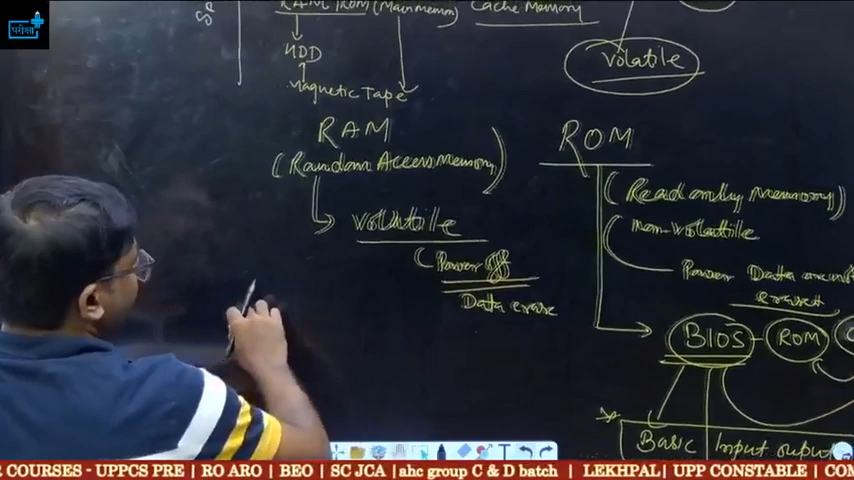 परीक्षा
RAM ROM (Main memory) Cache Memory
HDD
Magnetic Tape
volatile
RAM
(Random Access Memory)
volatile
(Power off
Data erase
ROM
(Read only memory)
Non-volatile
Power Data
BIOS ROM
Basic Input output
COURSES - UPPCS PRE | RO ARO | BEO | SC JCA | ahc group C & D batch | LEKHPAL | UPP CONSTABLE |